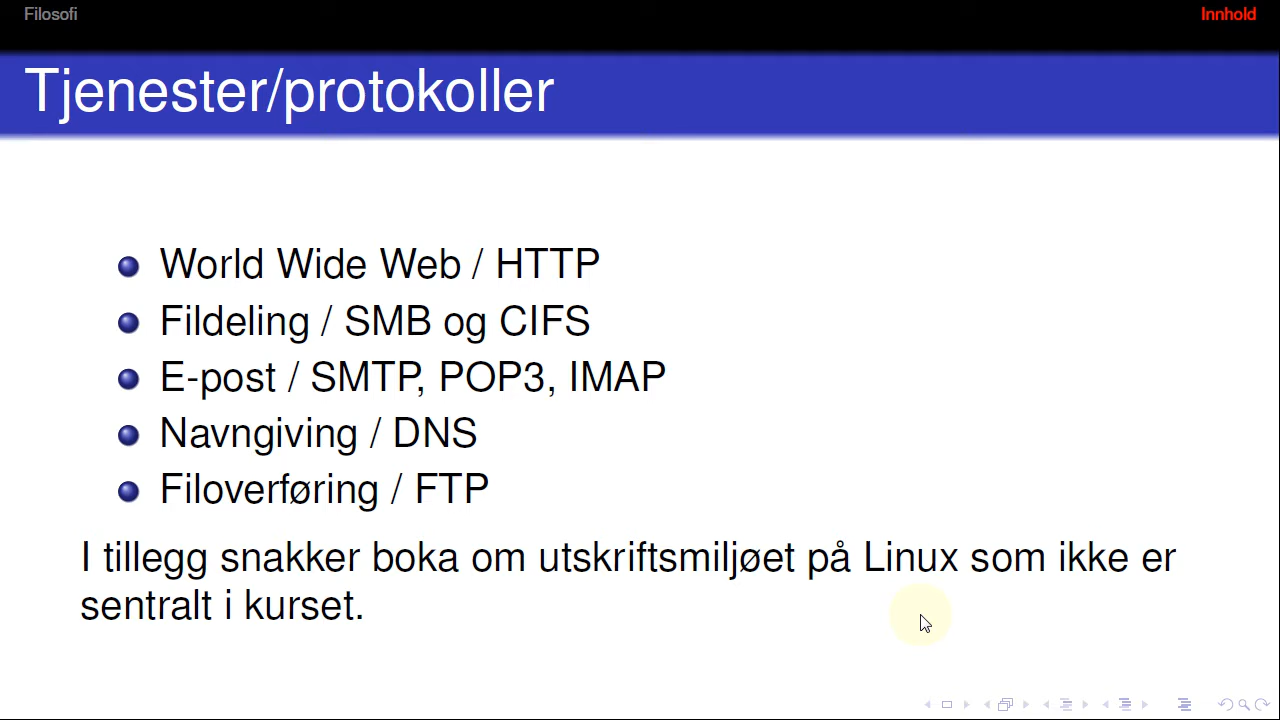 Filosofi
Innhold
Tjenester/protokoller
World Wide Web / HTTP
Fildeling / SMB og CIFS
E-post / SMTP, POP3, IMAP
Navngiving / DNS
Filoverføring / FTP
I tillegg snakker boka om utskriftsmiljøet på Linux som ikke er
sentralt i kurset.